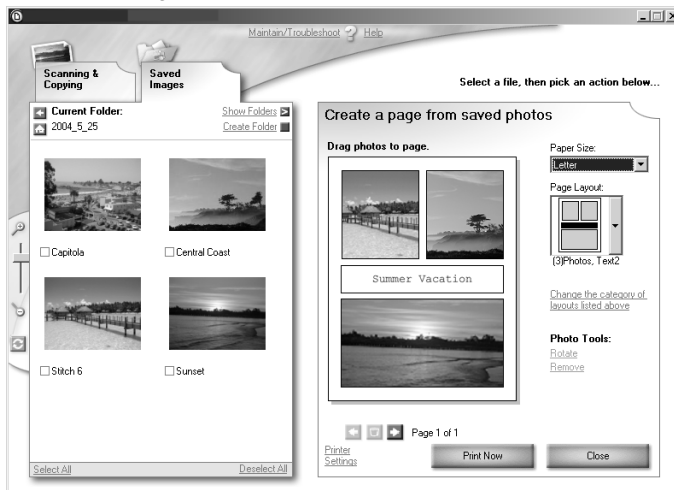 Maintain/Troubleshoot ? Help
Scanning &
Copying
Saved
Images
Select a file, then pick an action below...
Current Folder:
2004_5_25
Show Folders
Create Folder
Capitola
Central Coast
Stitch 6
Sunset
Select All
Deselect All
Create a page from saved photos
Drag photos to page.
Summer Vacation
Paper Size:
Letter
Page Layout:
(3)Photos, Text2
Change the category of
layouts listed above
Photo Tools:
Rotate
Remove
Page 1 of 1
Printer
Settings
Print Now
Close